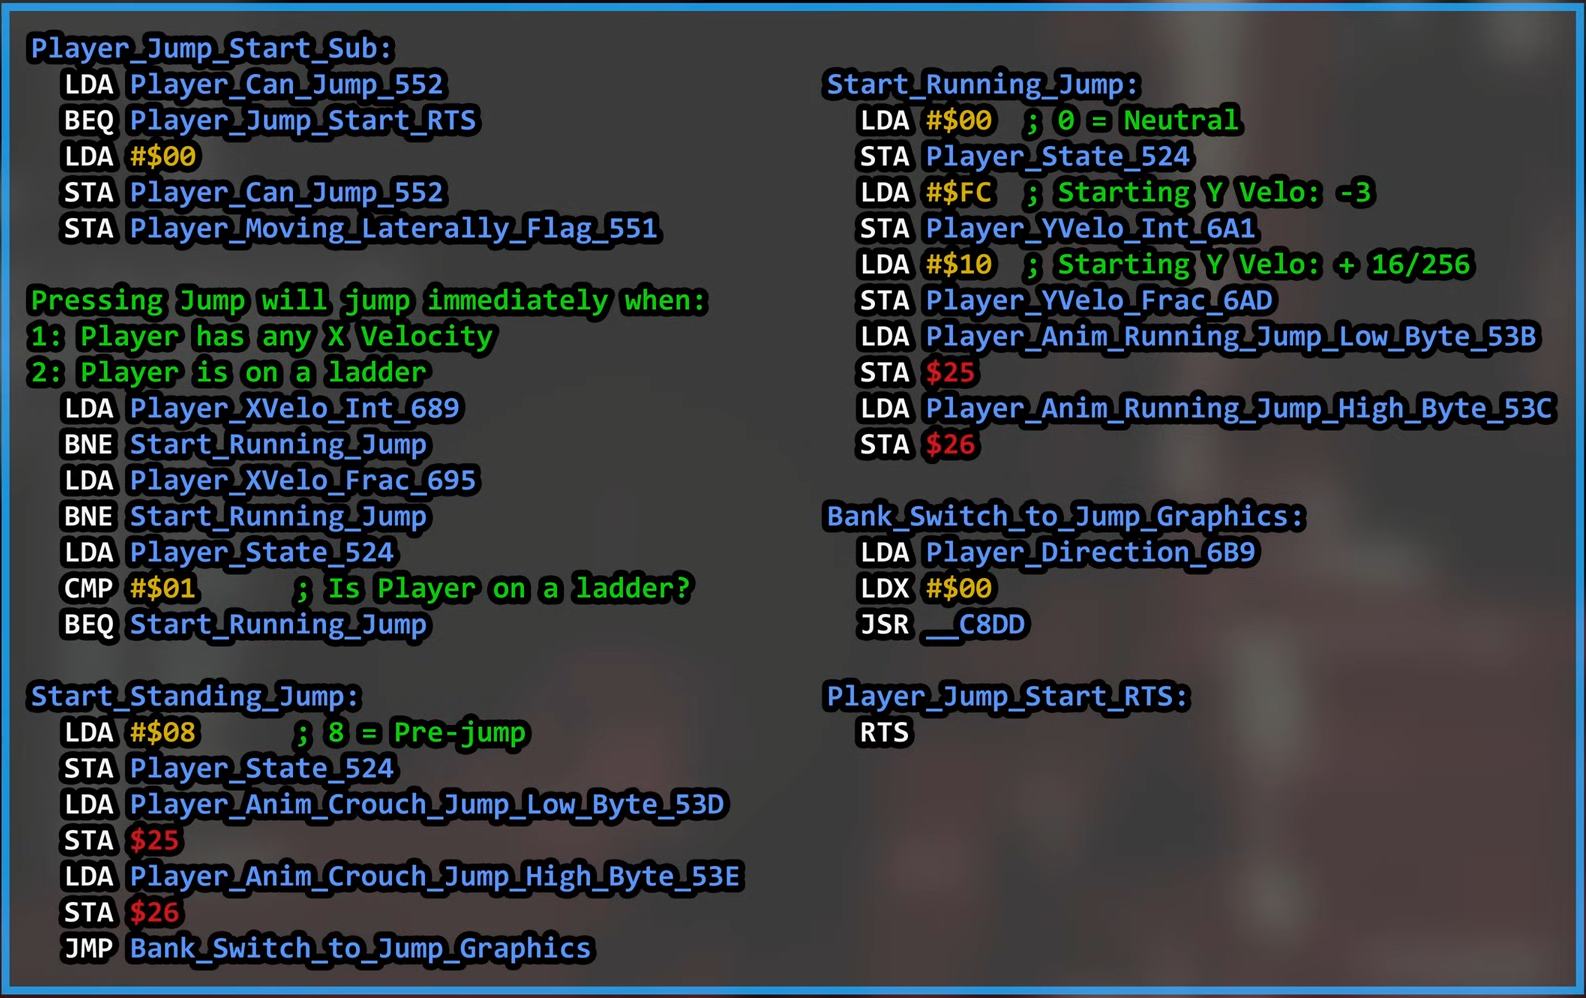 Player_Jump_Start_Sub:
LDA Player_Can_Jump_552
BEQ Player_Jump_Start_RTS
LDA #$00
STA Player_Can_Jump_552
STA Player_Moving_Laterally_Flag_551
Pressing Jump will jump immediately when:
1: Player has any X Velocity
2: Player is on a ladder
LDA Player_XVelo_Int_689
BNE Start_Running_Jump
LDA Player_XVelo_Frac_695
BNE Start_Running_Jump
LDA Player_State_524
CMP #$01 ; Is Player on a ladder?
BEQ Start_Running_Jump
Start_Standing_Jump:
LDA #$08 ; 8 = Pre-jump
STA Player_State_524
LDA Player_Anim_Crouch_Jump_Low_Byte_53D
STA $25
LDA Player_Anim_Crouch_Jump_High_Byte_53E
STA $26
JMP Bank_Switch_to_Jump_Graphics
Start_Running_Jump:
LDA #$00 ; 0 = Neutral
STA Player_State_524
LDA #$FC ; Starting Y Velo: -3
STA Player_YVelo_Int_6A1
LDA #$10 ; Starting Y Velo: + 16/256
STA Player_YVelo_Frac_6AD
LDA Player_Anim_Running_Jump_Low_Byte_53B
STA $25
LDA Player_Anim_Running_Jump_High_Byte_53C
STA $26
Bank_Switch_to_Jump_Graphics:
LDA Player_Direction_6B9
LDX #$00
JSR __C8DD
Player_Jump_Start_RTS:
RTS